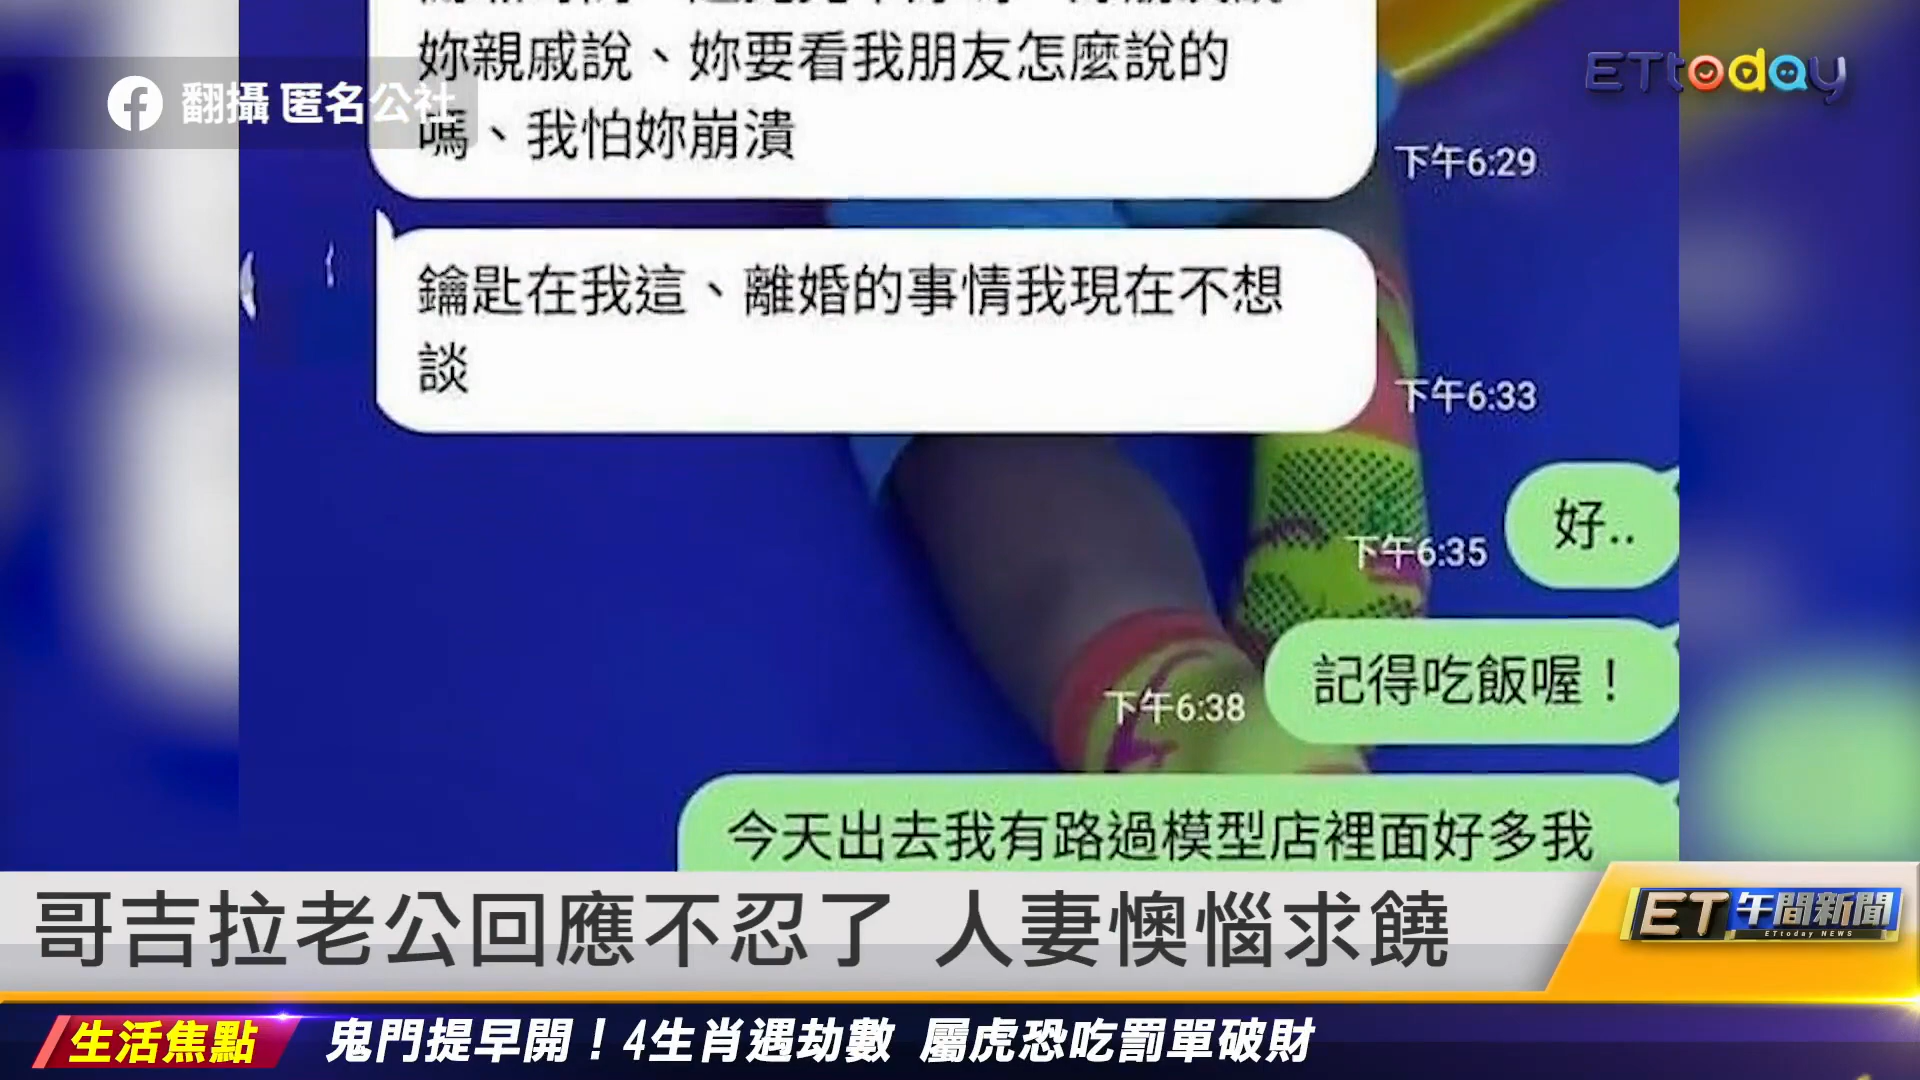 妳親戚說、妳要看我朋友怎麼說的
嗎、我怕妳崩潰
下午6:29
翻攝 匿名公社
ETtoday
鑰匙在我這、離婚的事情我現在不想
談
下午6:33
好..
下午6:35
記得吃飯喔！
下午6:38
今天出去我有路過模型店裡面好多我
哥吉拉老公回應不忍了 人妻懊惱求饒
ET午間新聞
ETtoday NEWS
生活焦點
鬼門提早開！4生肖遇劫數 屬虎恐吃罰單破財